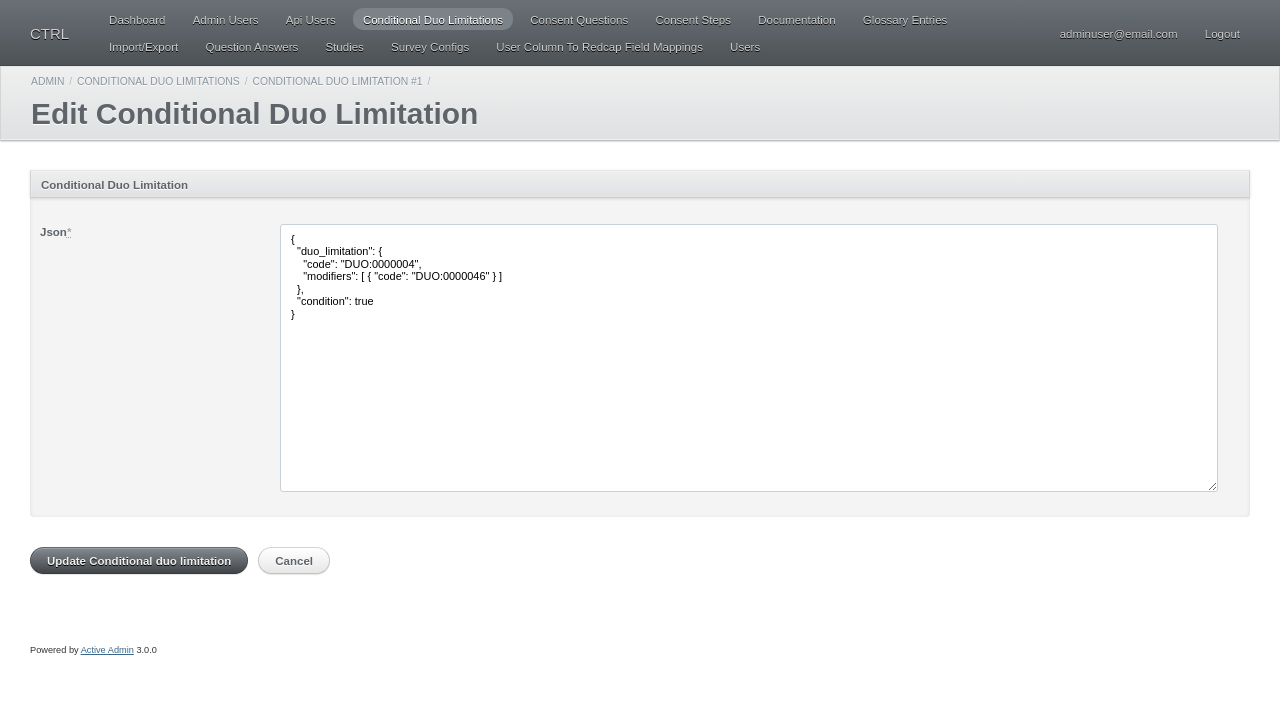 CTRL
Dashboard Admin Users Api Users Conditional Duo Limitations Consent Questions Consent Steps Documentation Glossary Entries
Import/Export Question Answers Studies Survey Configs User Column To Redcap Field Mappings Users
adminuser@email.com Logout
ADMIN / CONDITIONAL DUO LIMITATIONS / CONDITIONAL DUO LIMITATION #1 /
Edit Conditional Duo Limitation
Conditional Duo Limitation
Json*
{
  "duo_limitation": {
    "code": "DUO:0000004",
    "modifiers": [ { "code": "DUO:0000046" } ]
  },
  "condition": true
}
Update Conditional duo limitation Cancel
Powered by Active Admin 3.0.0